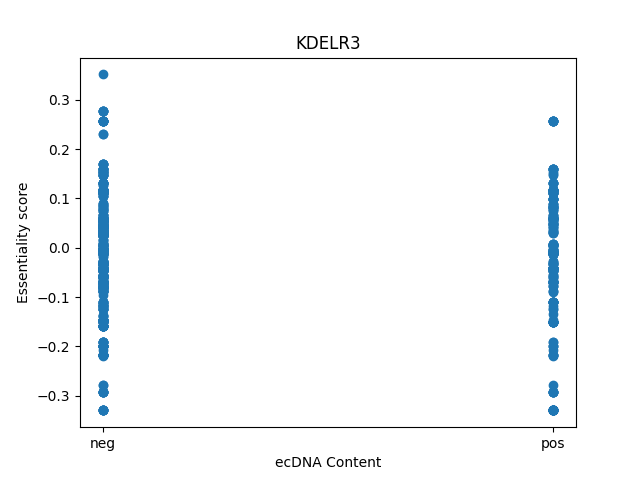 KDELR3
0.3
0.2
0.1
0.0
−0.1
−0.2
−0.3
Essentiality score
neg
pos
ecDNA Content